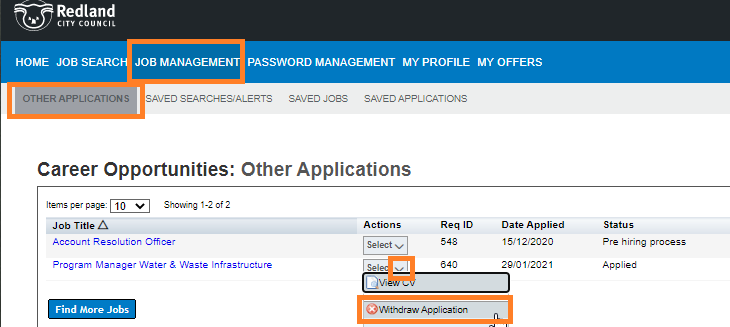 Redland
CITY COUNCIL
HOME JOB SEARCH JOB MANAGEMENT PASSWORD MANAGEMENT MY PROFILE MY OFFERS
OTHER APPLICATIONS SAVED SEARCHES/ALERTS SAVED JOBS SAVED APPLICATIONS
Career Opportunities: Other Applications
Items per page: 10 Showing 1-2 of 2
Job Title Actions Req ID Date Applied Status
Account Resolution Officer Select 548 15/12/2020 Pre hiring process
Program Manager Water & Waste Infrastructure Select 640 29/01/2021 Applied
View CV
Find More Jobs Withdraw Application